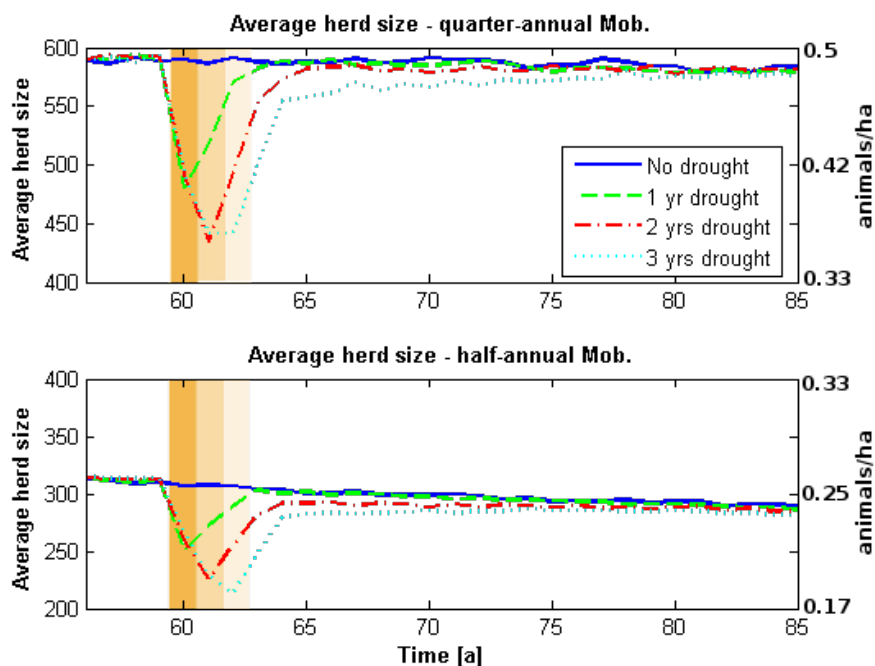 Average herd size - quarter-annual Mob.
600
550
500
450
400
Average herd size
0.5
0.42
0.33
animals/ha
No drought
1 yr drought
2 yrs drought
3 yrs drought
60 65 70 75 80 85
Average herd size - half-annual Mob.
400
350
300
250
200
Average herd size
0.33
0.25
0.17
animals/ha
60 65 70 75 80 85
Time [a]